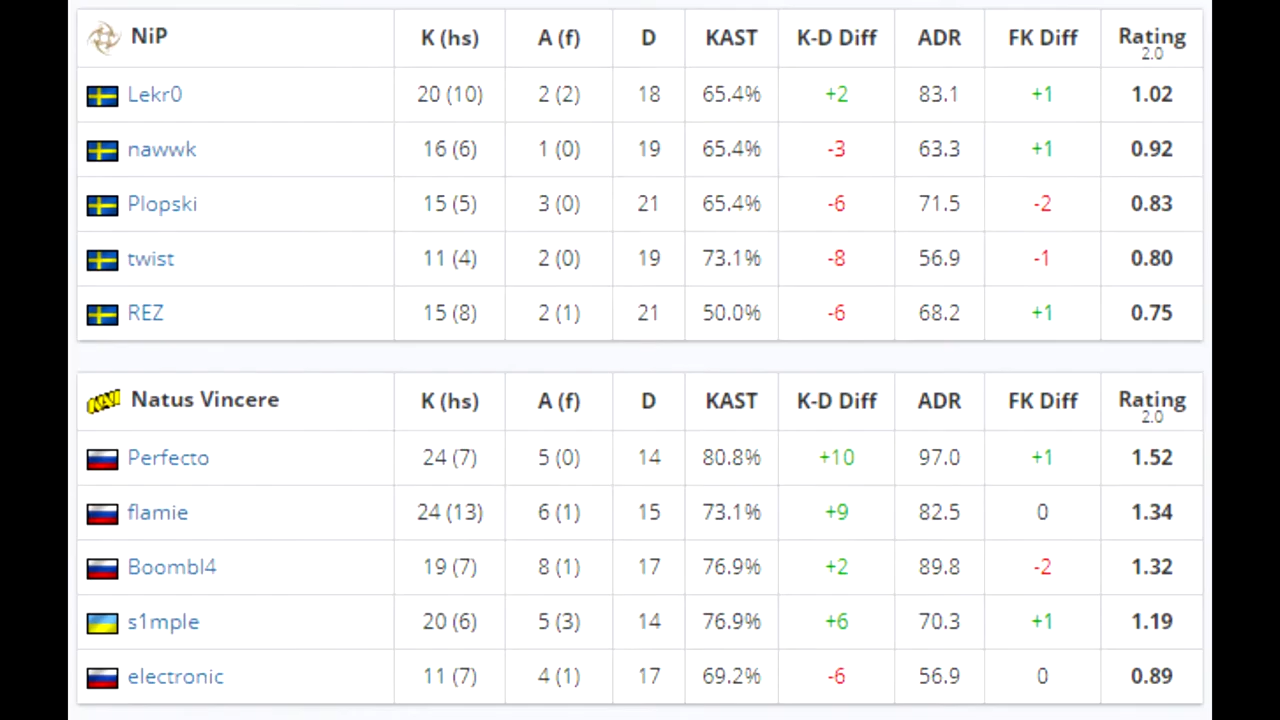 NiP K (hs) A (f) D KAST K-D Diff ADR FK Diff Rating 2.0
Lekr0 20 (10) 2 (2) 18 65.4% +2 83.1 +1 1.02
nawwk 16 (6) 1 (0) 19 65.4% -3 63.3 +1 0.92
Plopski 15 (5) 3 (0) 21 65.4% -6 71.5 -2 0.83
twist 11 (4) 2 (0) 19 73.1% -8 56.9 -1 0.80
REZ 15 (8) 2 (1) 21 50.0% -6 68.2 +1 0.75
Natus Vincere K (hs) A (f) D KAST K-D Diff ADR FK Diff Rating 2.0
Perfecto 24 (7) 5 (0) 14 80.8% +10 97.0 +1 1.52
flamie 24 (13) 6 (1) 15 73.1% +9 82.5 0 1.34
Boombl4 19 (7) 8 (1) 17 76.9% +2 89.8 -2 1.32
s1mple 20 (6) 5 (3) 14 76.9% +6 70.3 +1 1.19
electronic 11 (7) 4 (1) 17 69.2% -6 56.9 0 0.89